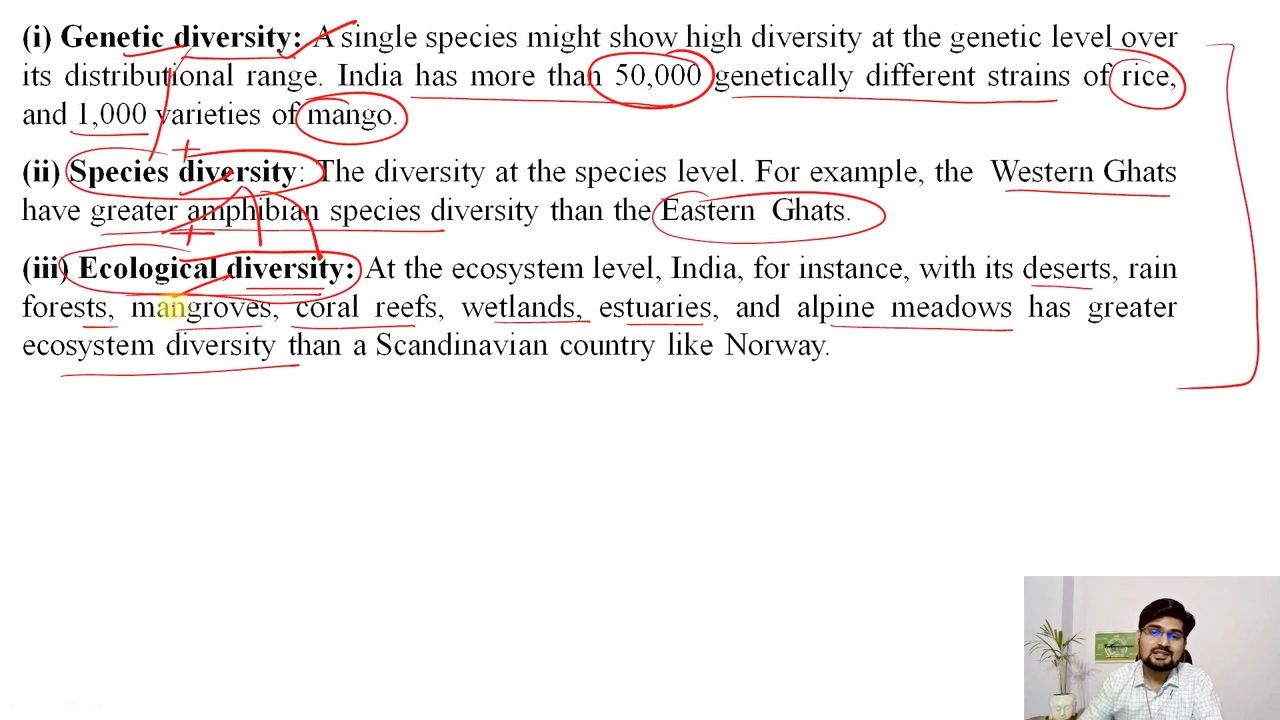 (i) Genetic diversity: A single species might show high diversity at the genetic level over
its distributional range. India has more than 50,000 genetically different strains of rice,
and 1,000 varieties of mango.
(ii) Species diversity: The diversity at the species level. For example, the Western Ghats
have greater amphibian species diversity than the Eastern Ghats.
(iii) Ecological diversity: At the ecosystem level, India, for instance, with its deserts, rain
forests, mangroves, coral reefs, wetlands, estuaries, and alpine meadows has greater
ecosystem diversity than a Scandinavian country like Norway.